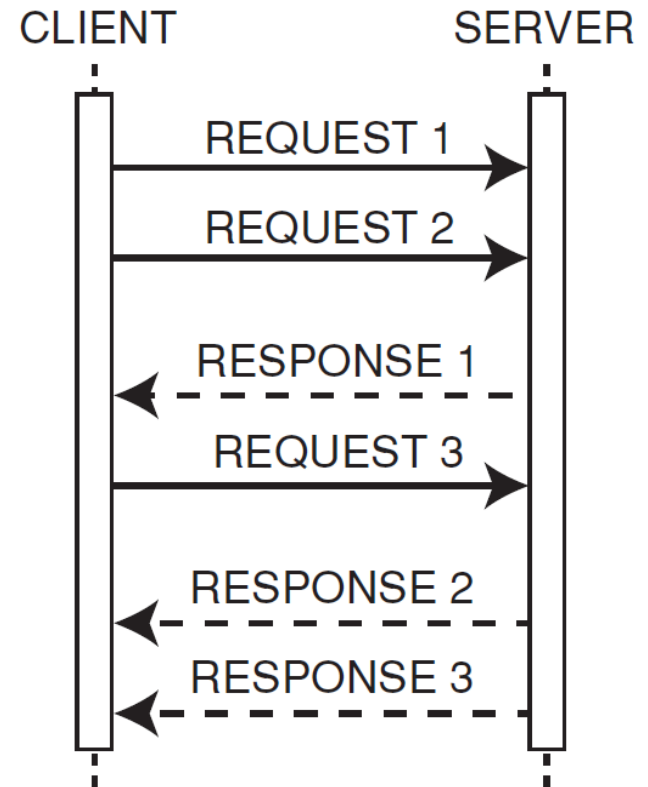 CLIENT SERVER
REQUEST 1
REQUEST 2
RESPONSE 1
REQUEST 3
RESPONSE 2
RESPONSE 3